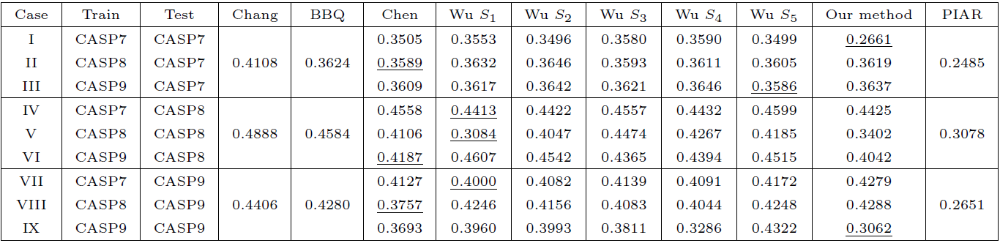 Case Train Test Chang BBQ Chen Wu S1 Wu S2 Wu S3 Wu S4 Wu S5 Our method PIAR
I CASP7 CASP7 0.3505 0.3553 0.3496 0.3580 0.3590 0.3499 0.2661
II CASP8 CASP7 0.4108 0.3624 0.3589 0.3632 0.3646 0.3593 0.3611 0.3605 0.3619 0.2485
III CASP9 CASP7 0.3609 0.3617 0.3642 0.3621 0.3646 0.3586 0.3637
IV CASP7 CASP8 0.4558 0.4413 0.4422 0.4557 0.4432 0.4599 0.4425
V CASP8 CASP8 0.4888 0.4584 0.4106 0.3084 0.4047 0.4474 0.4267 0.4185 0.3402 0.3078
VI CASP9 CASP8 0.4187 0.4607 0.4542 0.4365 0.4394 0.4515 0.4042
VII CASP7 CASP9 0.4127 0.4000 0.4082 0.4139 0.4091 0.4172 0.4279
VIII CASP8 CASP9 0.4406 0.4280 0.3757 0.4246 0.4156 0.4083 0.4044 0.4248 0.4288 0.2651
IX CASP9 CASP9 0.3693 0.3960 0.3993 0.3811 0.3286 0.4322 0.3062